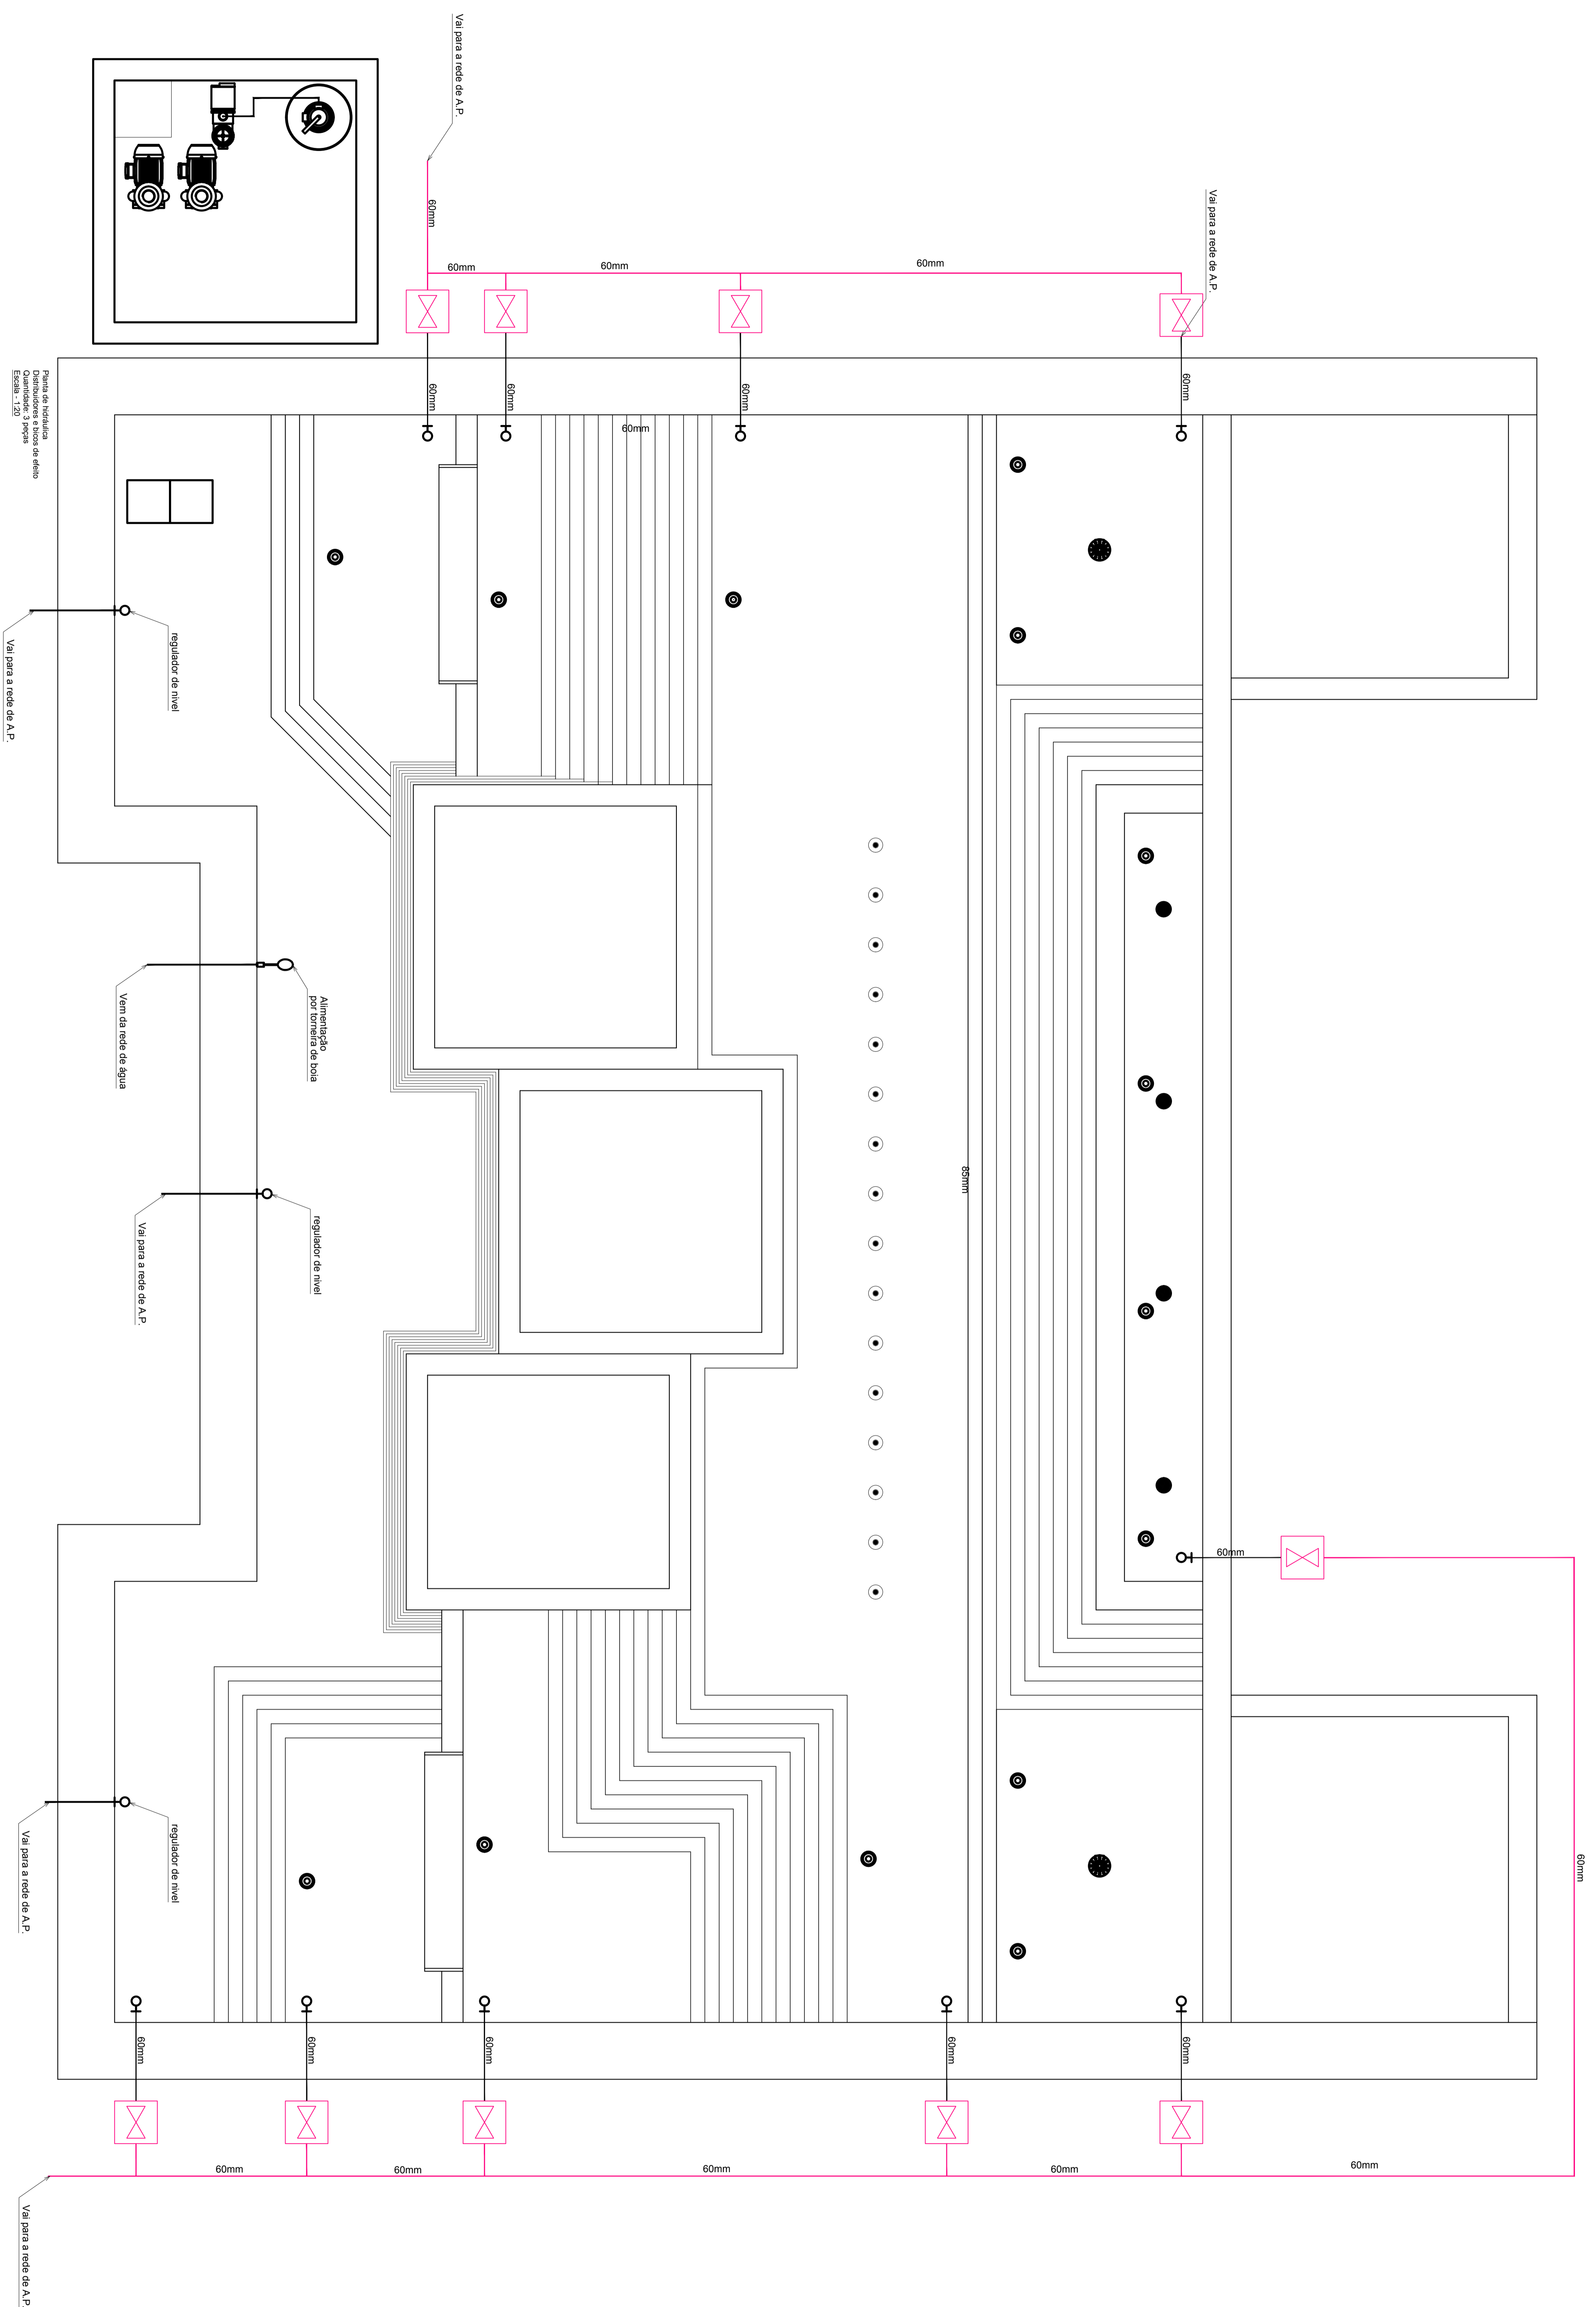 Vai para a rede de A.P.
Vai para a rede de A.P.
60mm
60mm
60mm
60mm
60mm
60mm
60mm
60mm
60mm
Planta de hidráulica
Distribuidores e bicos de efeito
Quantidade: 3 peças
Escala - 1:20
regulador de nivel
Vai para a rede de A.P.
Alimentação
por torneira de boia
Vem da rede de água
85mm
regulador de nivel
Vai para a rede de A.P.
60mm
60mm
regulador de nivel
Vai para a rede de A.P.
60mm
60mm
60mm
60mm
60mm
60mm
60mm
60mm
60mm
60mm
Vai para a rede de A.P.